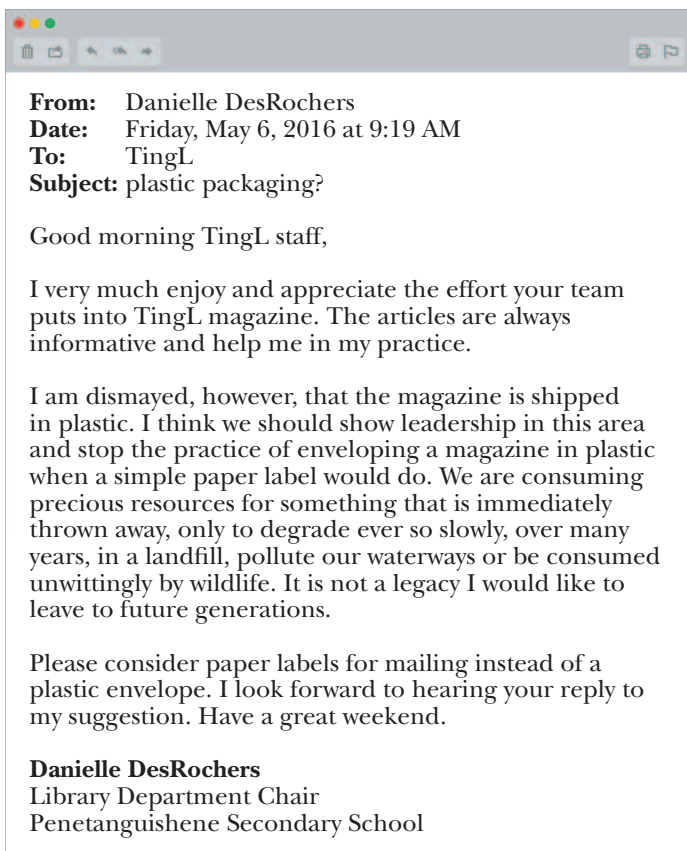 From: Danielle DesRochers
Date: Friday, May 6, 2016 at 9:19 AM
To: TingL
Subject: plastic packaging?
Good morning TingL staff,
I very much enjoy and appreciate the effort your team
puts into TingL magazine. The articles are always
informative and help me in my practice.
I am dismayed, however, that the magazine is shipped
in plastic. I think we should show leadership in this area
and stop the practice of enveloping a magazine in plastic
when a simple paper label would do. We are consuming
precious resources for something that is immediately
thrown away, only to degrade ever so slowly, over many
years, in a landfill, pollute our waterways or be consumed
unwittingly by wildlife. It is not a legacy I would like to
leave to future generations.
Please consider paper labels for mailing instead of a
plastic envelope. I look forward to hearing your reply to
my suggestion. Have a great weekend.
Danielle DesRochers
Library Department Chair
Penetanguishene Secondary School